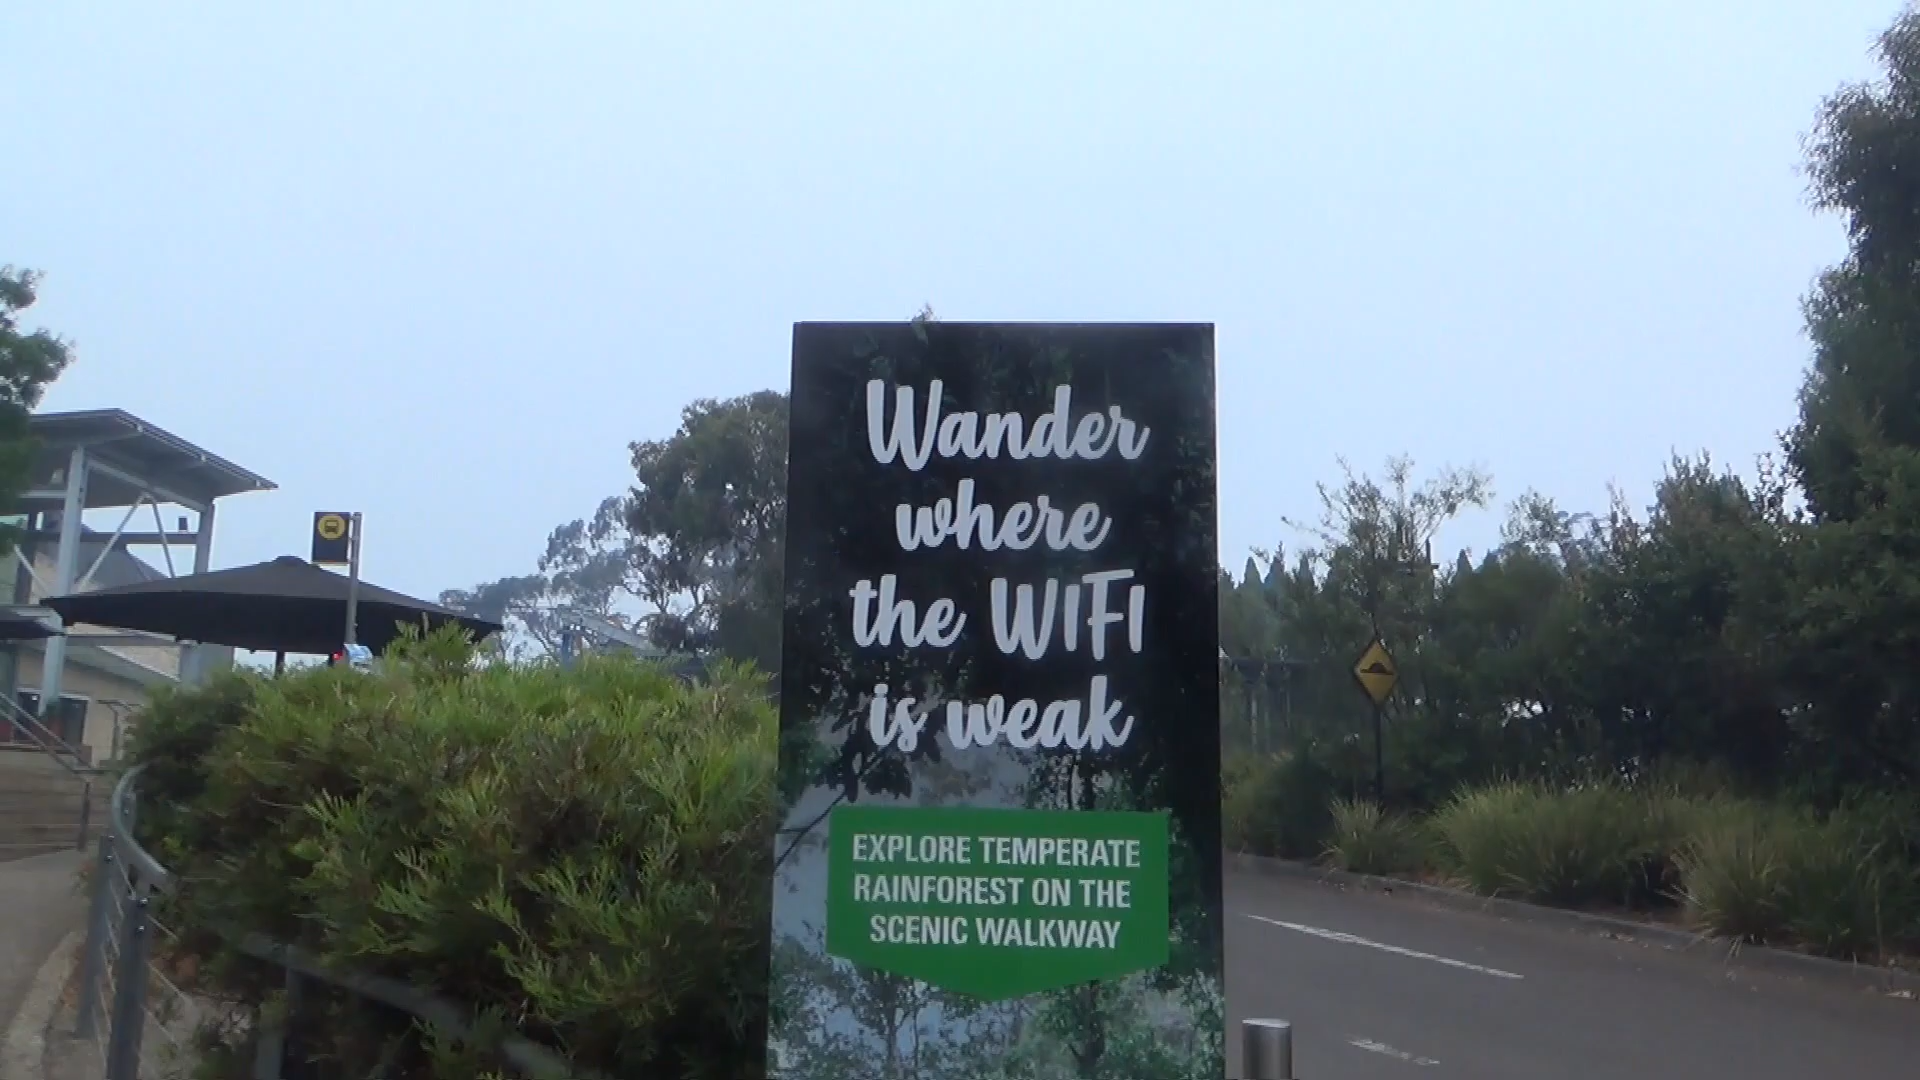 Wander
where
the WIFI
is weak
EXPLORE TEMPERATE
RAINFOREST ON THE
SCENIC WALKWAY